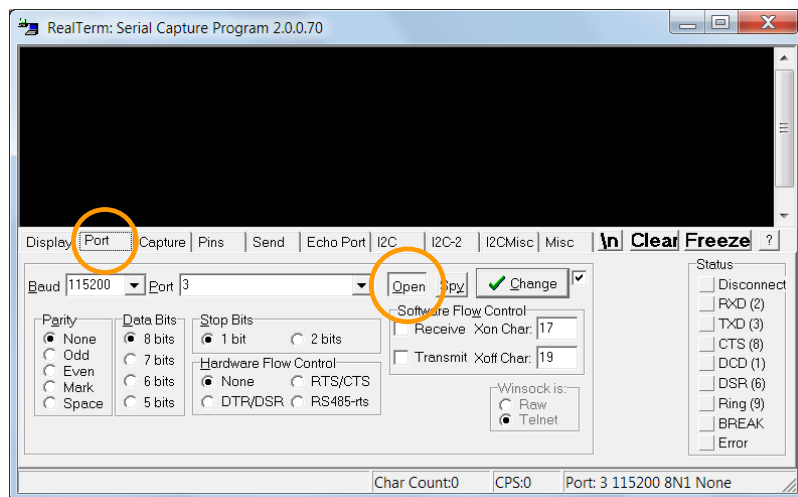 RealTerm: Serial Capture Program 2.0.0.70
Display Port Capture Pins Send Echo Port I2C I2C-2 I2CMisc Misc \n Clear Freeze ?
Baud 115200 Port 3 Open Spy Change
Parity
None
Odd
Even
Mark
Space
Data Bits
8 bits
7 bits
6 bits
5 bits
Stop Bits
1 bit 2 bits
Hardware Flow Control
None RTS/CTS
DTR/DSR RS485-rts
Software Flow Control
Receive Xon Char: 17
Transmit Xoff Char: 19
Winsock is:
Raw
Telnet
Status
Disconnect
RXD (2)
TXD (3)
CTS (8)
DCD (1)
DSR (6)
Ring (9)
BREAK
Error
Char Count:0 CPS:0 Port: 3 115200 8N1 None